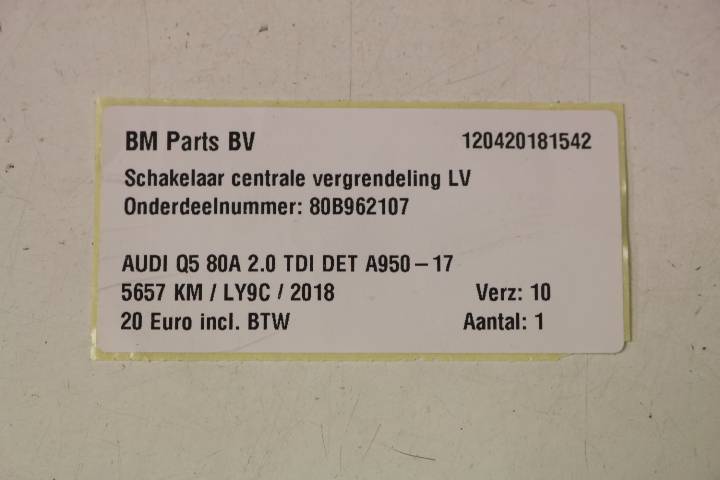 BM Parts BV 120420181542
Schakelaar centrale vergrendeling LV
Onderdeelnummer: 80B962107
AUDI Q5 80A 2.0 TDI DET A950-17
5657 KM / LY9C / 2018 Verz: 10
20 Euro incl. BTW Aantal: 1